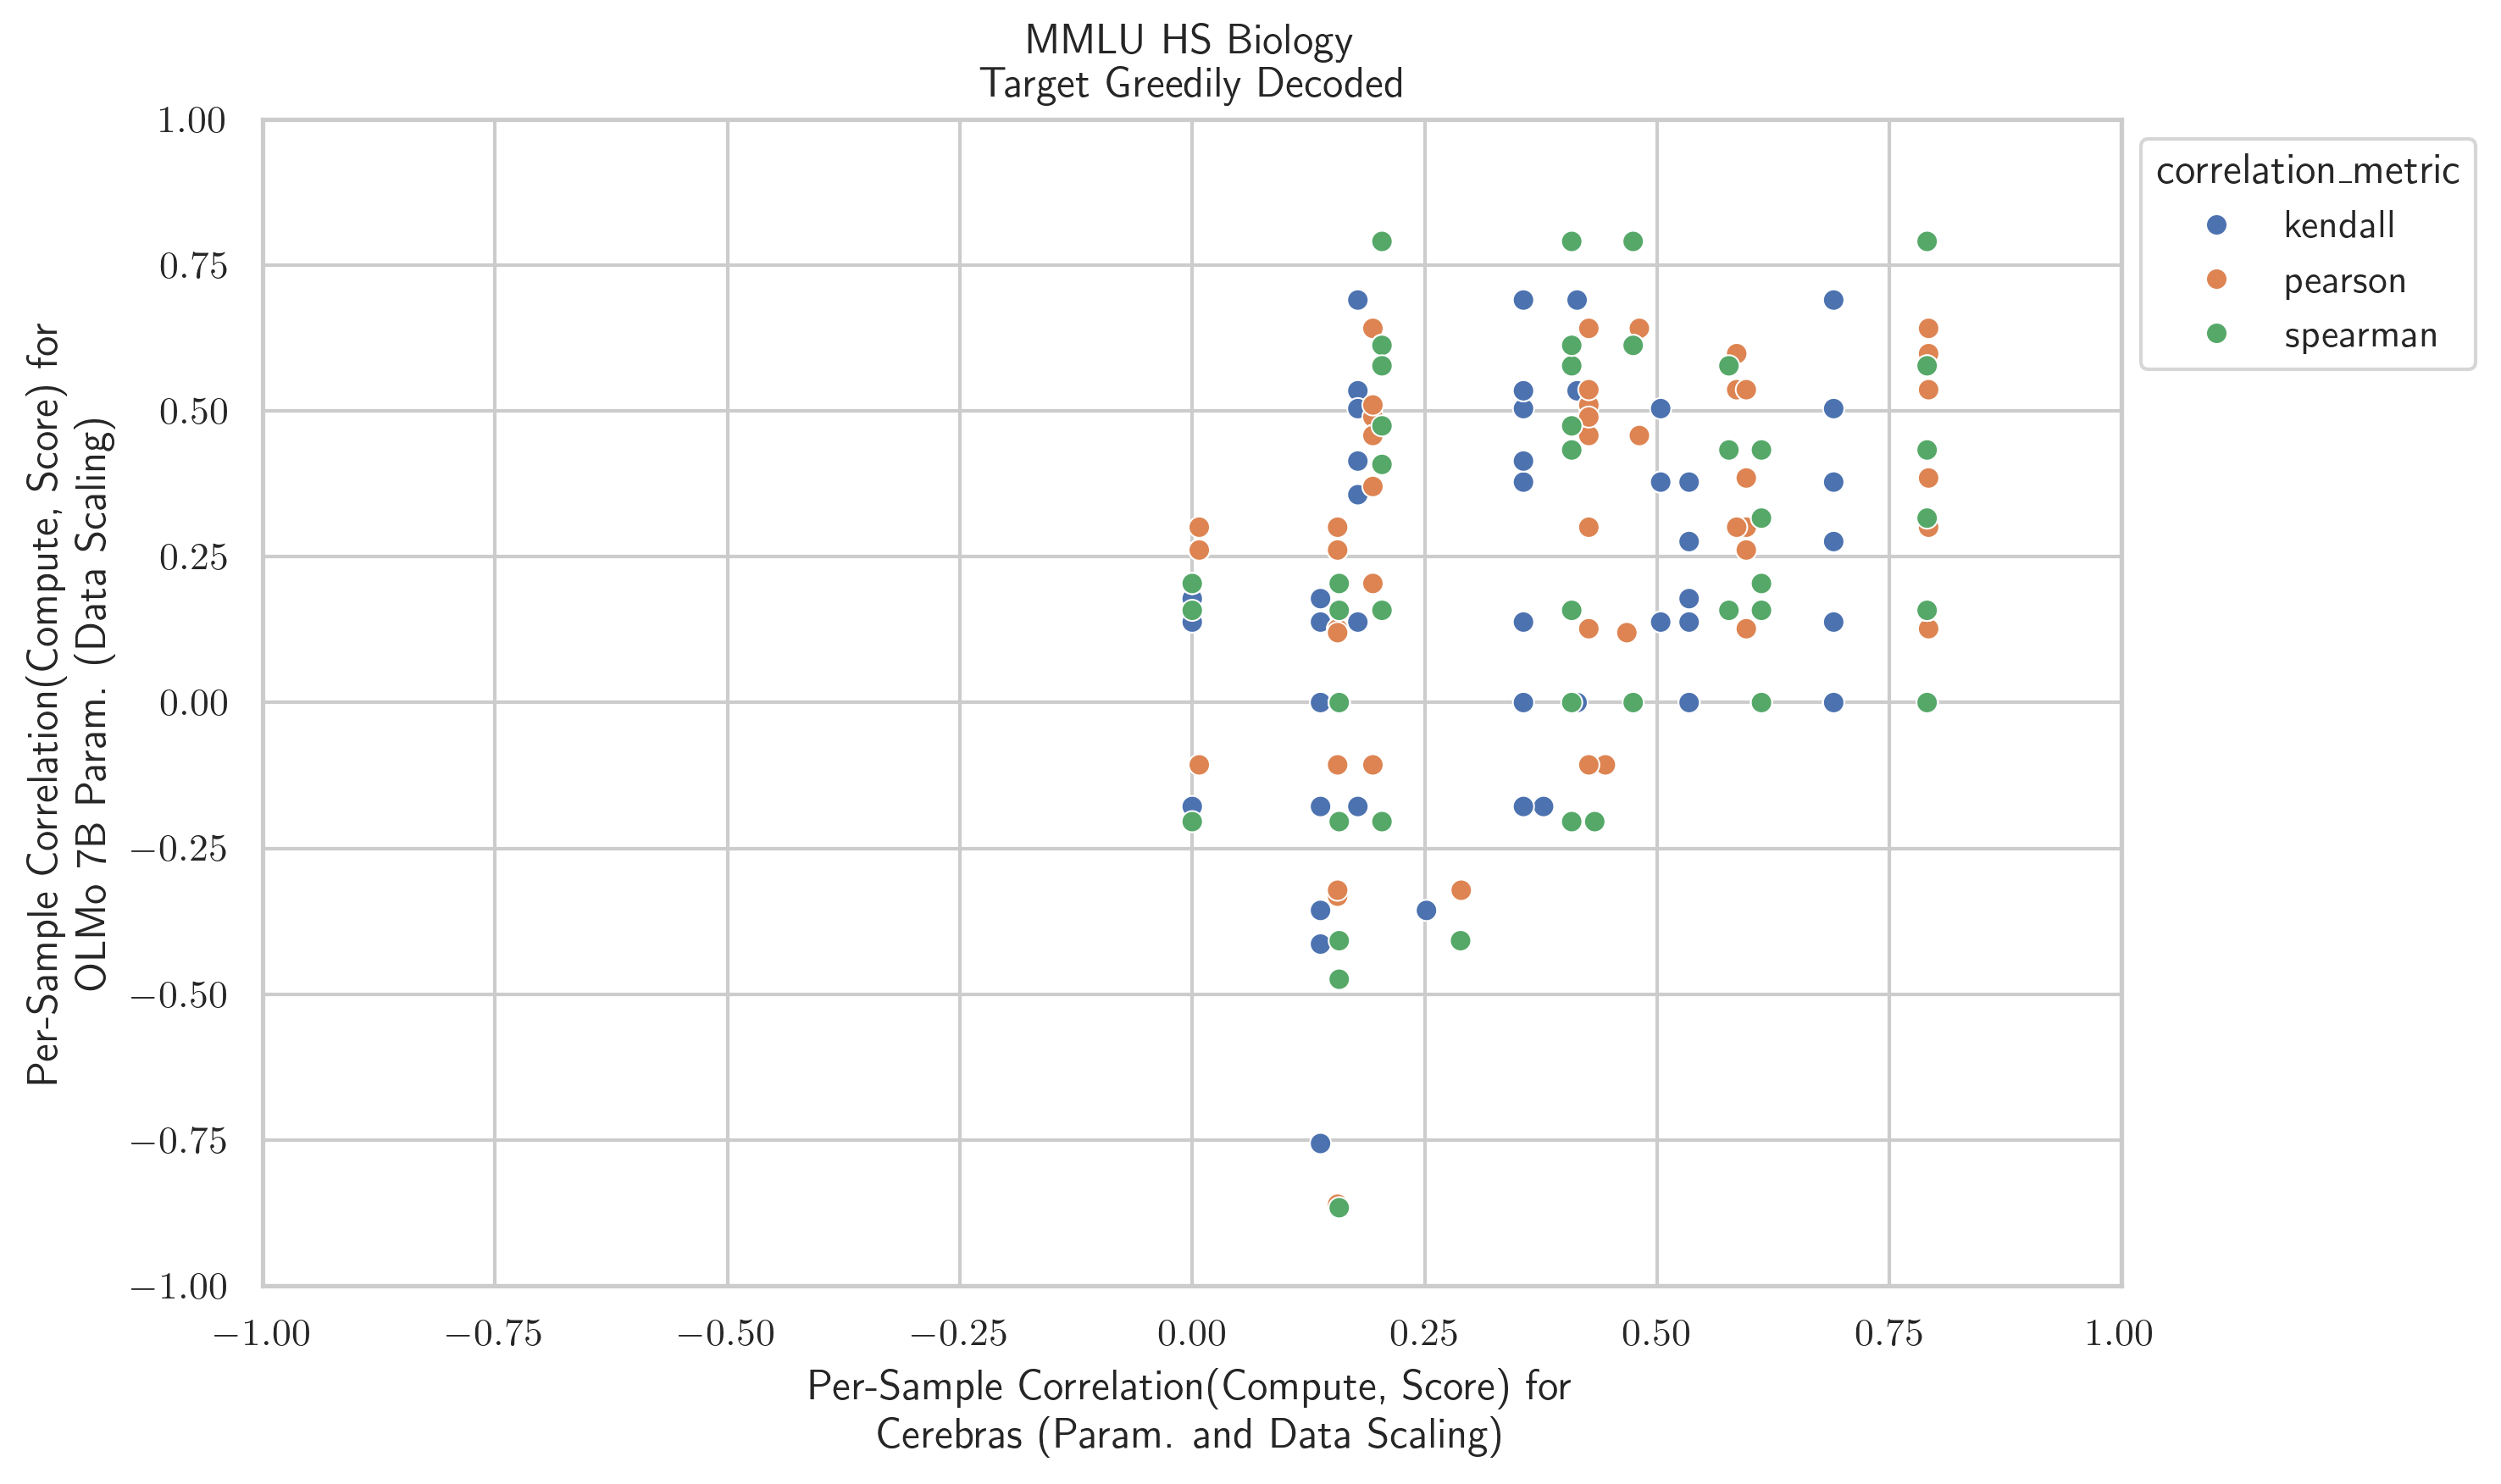 MMLU HS Biology
Target Greedily Decoded
1.00
0.75
0.50
0.25
0.00
−0.25
−0.50
−0.75
−1.00
Per-Sample Correlation(Compute, Score) for
OLMo 7B Param. (Data Scaling)
−1.00 −0.75 −0.50 −0.25 0.00 0.25 0.50 0.75 1.00
Per-Sample Correlation(Compute, Score) for
Cerebras (Param. and Data Scaling)
correlation_metric
kendall
pearson
spearman